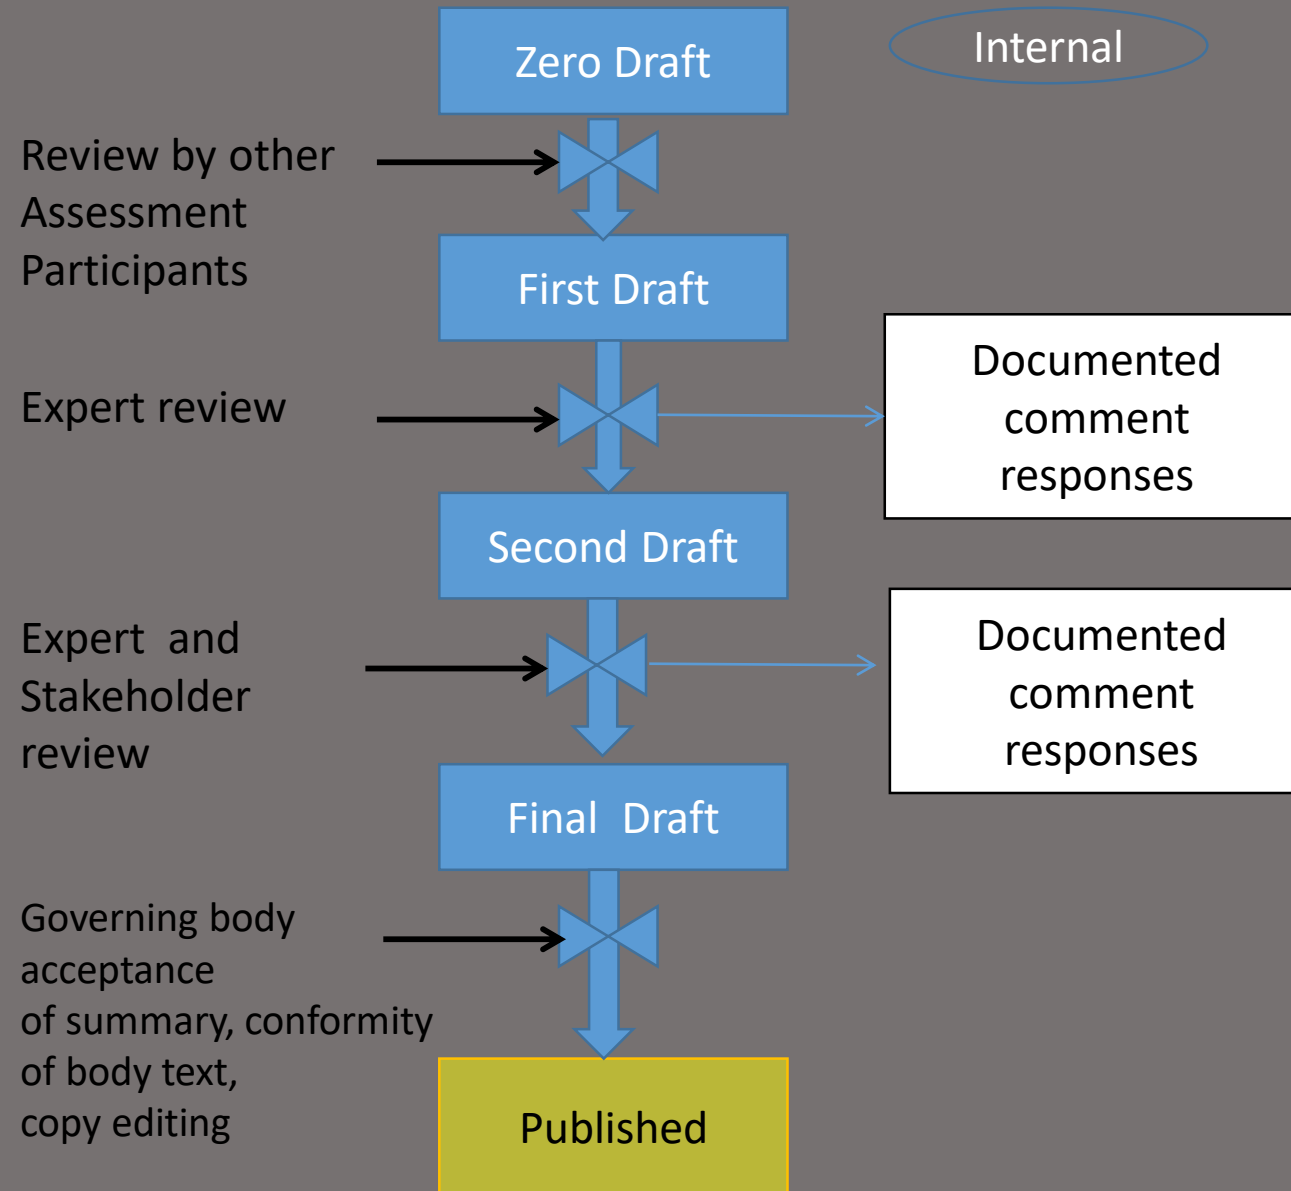 Zero Draft
Internal
Review by other
Assessment
Participants
First Draft
Expert review
Documented
comment
responses
Second Draft
Expert and
Stakeholder
review
Documented
comment
responses
Final Draft
Governing body
acceptance
of summary, conformity
of body text,
copy editing
Published